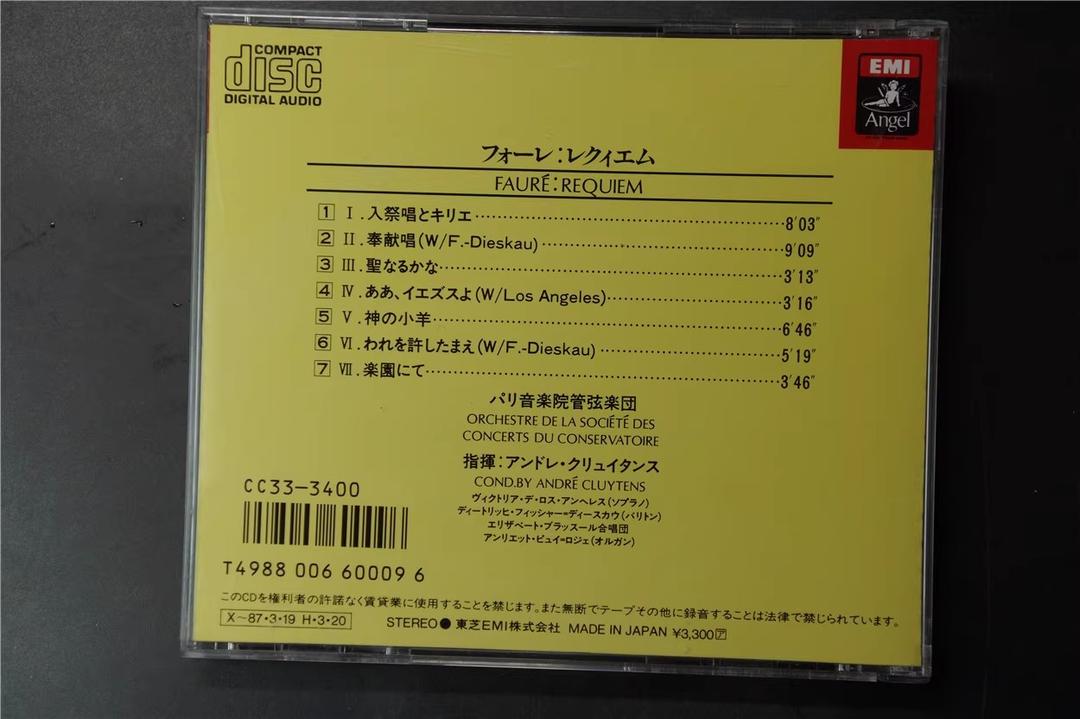 COMPACT
disc
DIGITAL AUDIO
EMI
Angel
フォーレ:レクィエム
FAURÉ:REQUIEM
1 Ⅰ.入祭唱とキリエ……8′03″
2 Ⅱ.奉献唱(W/F.-Dieskau)……9′09″
3 Ⅲ.聖なるかな……3′13″
4 Ⅳ.ああ、イエズスよ(W/Los Angeles)……3′16″
5 Ⅴ.神の小羊……6′46″
6 Ⅵ.われを許したまえ(W/F.-Dieskau)……5′19″
7 Ⅶ.楽園にて……3′46″
パリ音楽院管弦楽団
ORCHESTRE DE LA SOCIÉTÉ DES
CONCERTS DU CONSERVATOIRE
指揮:アンドレ・クリュイタンス
COND.BY ANDRÉ CLUYTENS
ヴィクトリア・デ・ロス・アンヘレス(ソプラノ)
ディートリッヒ・フィッシャー=ディースカウ(バリトン)
エリザベート・ブラッスール合唱団
アンリエット・ピュイ=ロジェ(オルガン)
CC33-3400
T4988 006 60009 6
このCDを権利者の許諾なく賃貸業に使用することを禁じます。また無断でテープその他に録音することは法律で禁じられています。
X-87・3・19 H・3・20
STEREO● 東芝EMI株式会社 MADE IN JAPAN ¥3,300ア